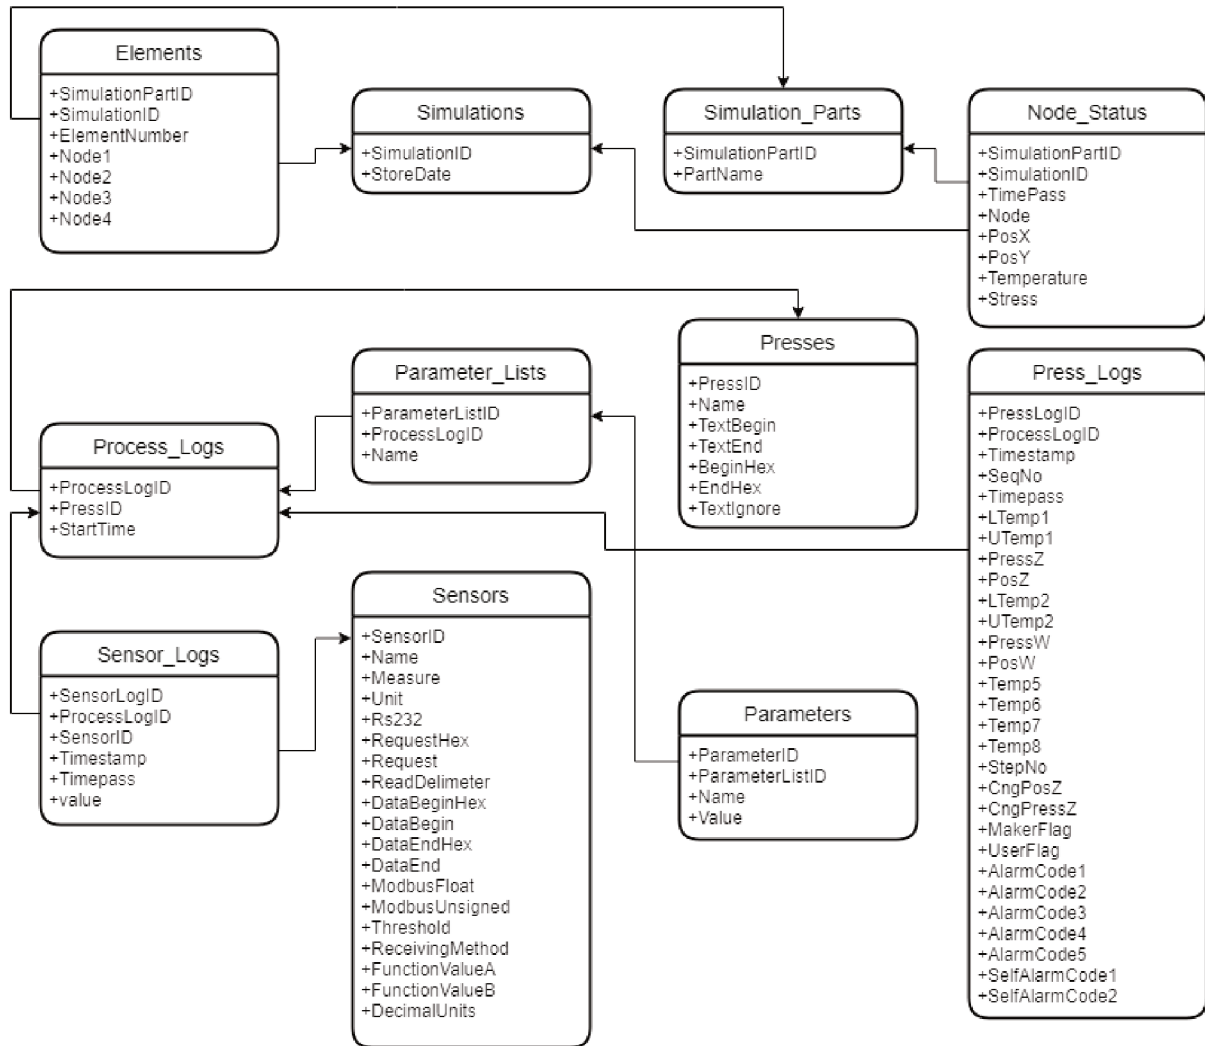 Elements
+SimulationPartID
+SimulationID
+ElementNumber
+Node1
+Node2
+Node3
+Node4
Simulations
+SimulationID
+StoreDate
Simulation_Parts
+SimulationPartID
+PartName
Node_Status
+SimulationPartID
+SimulationID
+TimePass
+Node
+PosX
+PosY
+Temperature
+Stress
Process_Logs
+ProcessLogID
+PressID
+StartTime
Parameter_Lists
+ParameterListID
+ProcessLogID
+Name
Presses
+PressID
+Name
+TextBegin
+TextEnd
+BeginHex
+EndHex
+TextIgnore
Press_Logs
+PressLogID
+ProcessLogID
+Timestamp
+SeqNo
+Timepass
+LTemp1
+UTemp1
+PressZ
+PosZ
+LTemp2
+UTemp2
+PressW
+PosW
+Temp5
+Temp6
+Temp7
+Temp8
+StepNo
+CngPosZ
+CngPressZ
+MakerFlag
+UserFlag
+AlarmCode1
+AlarmCode2
+AlarmCode3
+AlarmCode4
+AlarmCode5
+SelfAlarmCode1
+SelfAlarmCode2
Sensor_Logs
+SensorLogID
+ProcessLogID
+SensorID
+Timestamp
+Timepass
+value
Sensors
+SensorID
+Name
+Measure
+Unit
+Rs232
+RequestHex
+Request
+ReadDelimeter
+DataBeginHex
+DataBegin
+DataEndHex
+DataEnd
+ModbusFloat
+ModbusUnsigned
+Threshold
+ReceivingMethod
+FunctionValueA
+FunctionValueB
+DecimalUnits
Parameters
+ParameterID
+ParameterListID
+Name
+Value